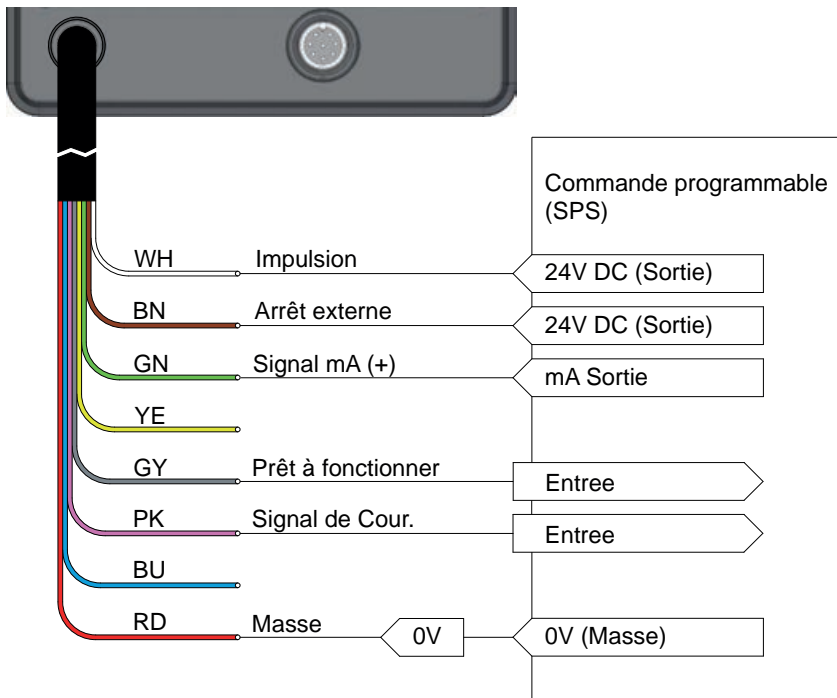 Commande programmable
(SPS)
WH Impulsion 24V DC (Sortie)
BN Arrêt externe 24V DC (Sortie)
GN Signal mA (+) mA Sortie
YE
GY Prêt à fonctionner Entree
PK Signal de Cour. Entree
BU
RD Masse 0V 0V (Masse)